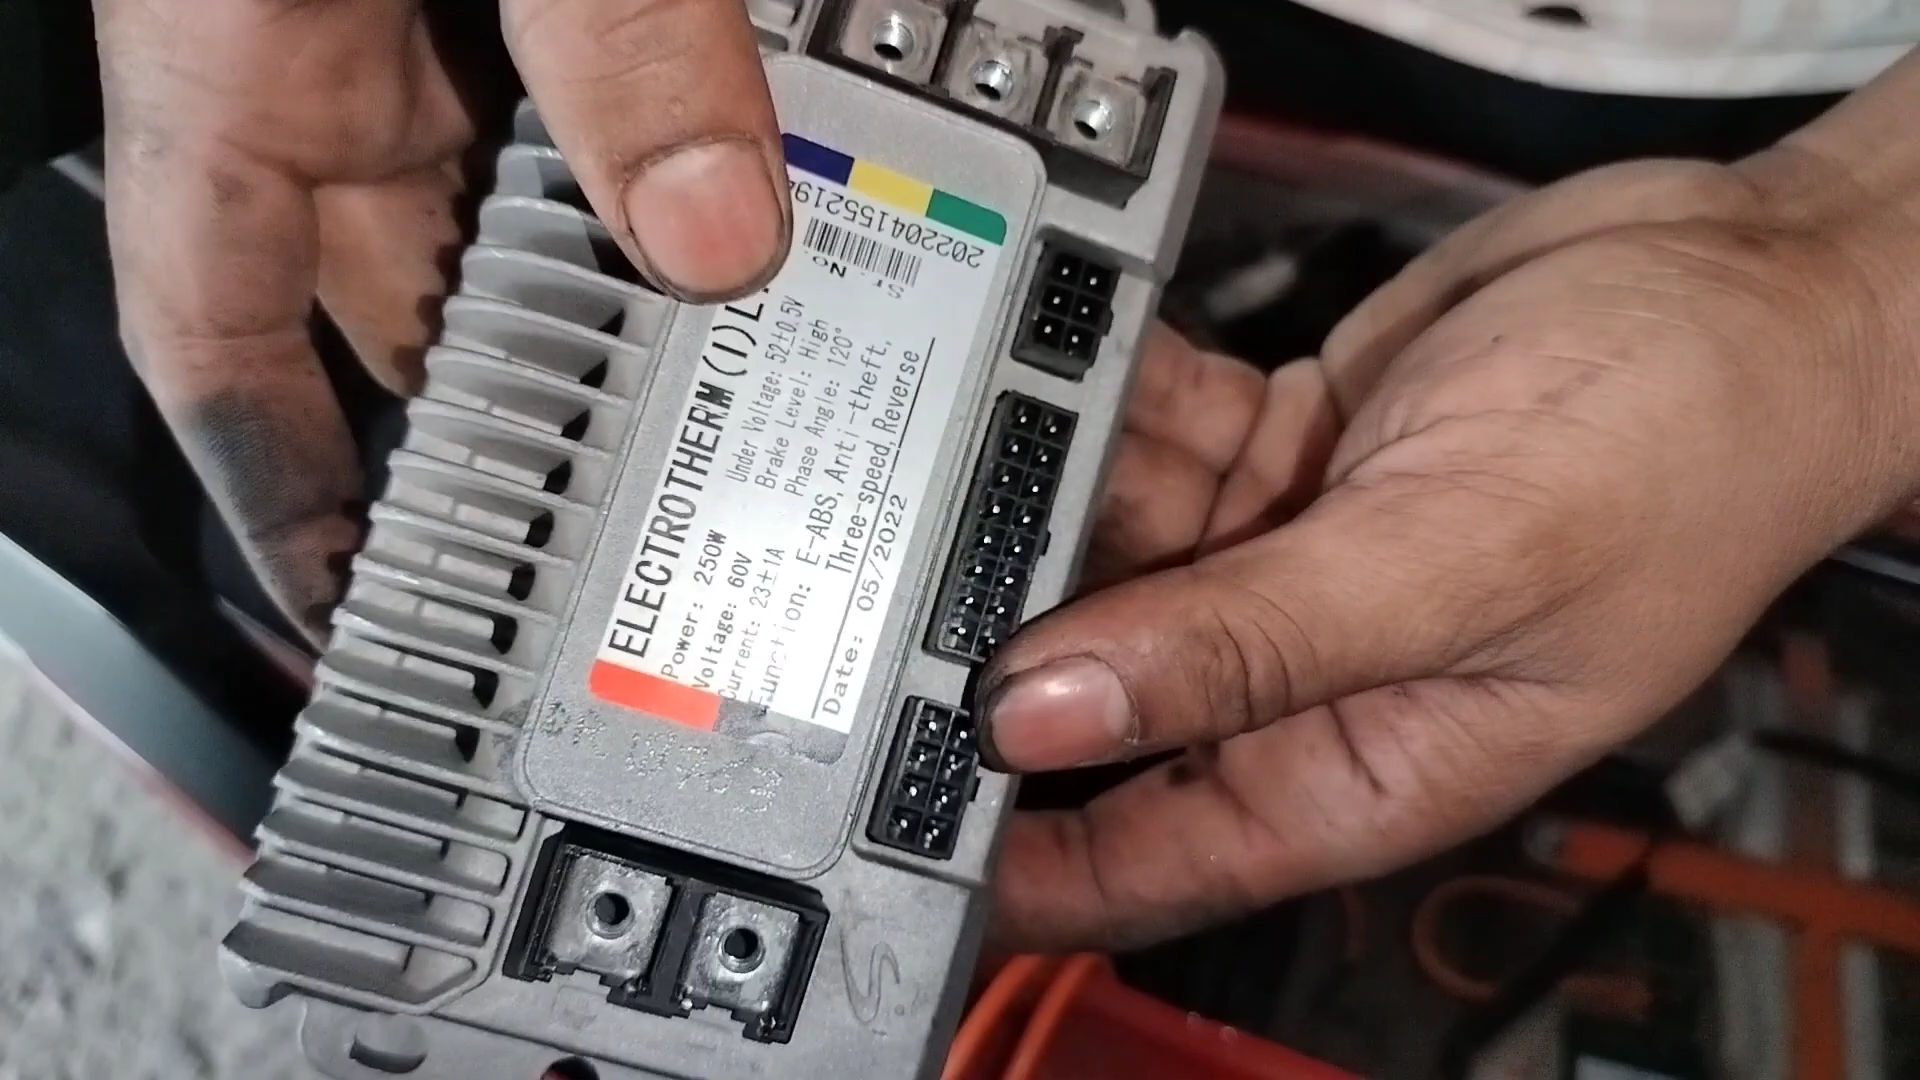 ELECTROTHERM (I) L
Power: 250W
Under Voltage: 52±0.5V
Voltage: 60V
Brake Level: High
Current: 23±1A
Phase Angle: 120°
Function: E-ABS, Anti-theft,
Three-speed, Reverse
Date: 05/2022
No.
2022041552194